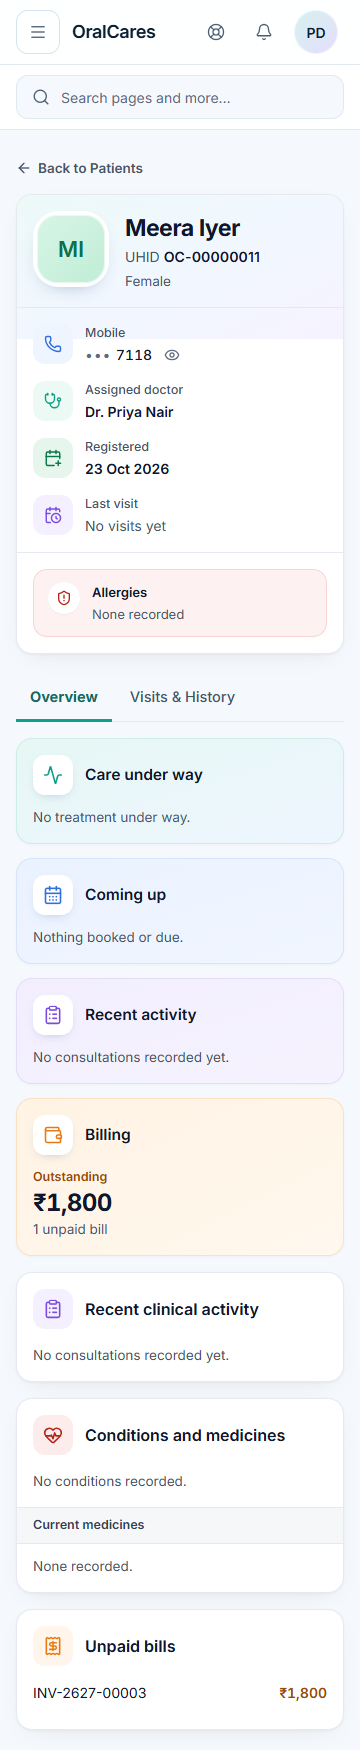 OralCares
PD
Search pages and more...
Back to Patients
MI
Meera Iyer
UHID OC-00000011
Female
Mobile
••• 7118
Assigned doctor
Dr. Priya Nair
Registered
23 Oct 2026
Last visit
No visits yet
Allergies
None recorded
Overview
Visits & History
Care under way
No treatment under way.
Coming up
Nothing booked or due.
Recent activity
No consultations recorded yet.
Billing
Outstanding
₹1,800
1 unpaid bill
Recent clinical activity
No consultations recorded yet.
Conditions and medicines
No conditions recorded.
Current medicines
None recorded.
Unpaid bills
INV-2627-00003 ₹1,800